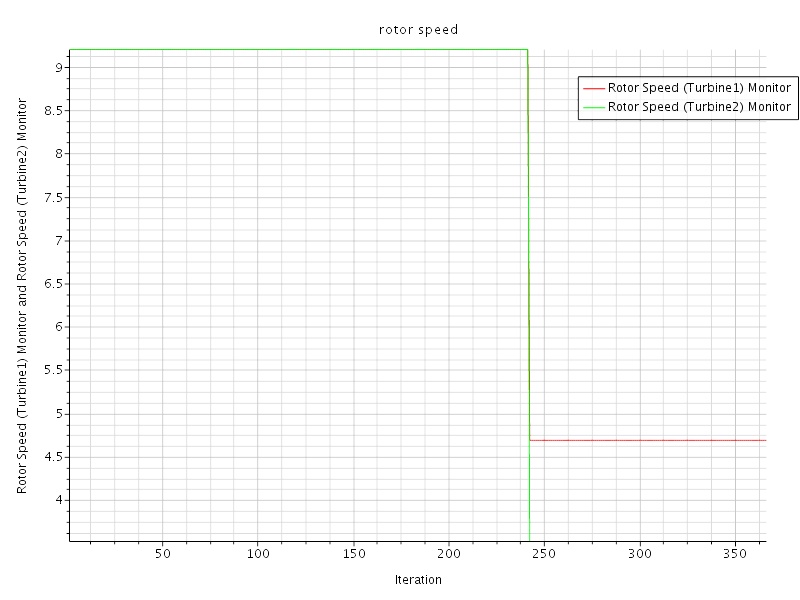 rotor speed
Rotor Speed (Turbine1) Monitor
Rotor Speed (Turbine2) Monitor
Rotor Speed (Turbine1) Monitor and Rotor Speed (Turbine2) Monitor
9
8.5
8
7.5
7
6.5
6
5.5
5
4.5
4
50 100 150 200 250 300 350
Iteration